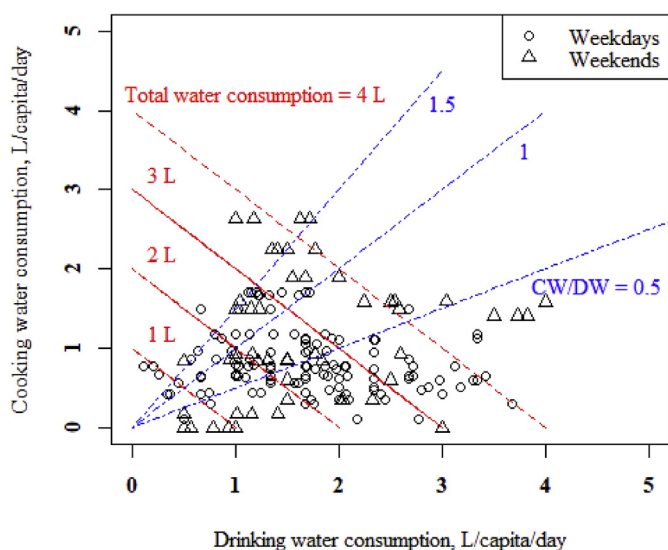 5
4
3
2
1
0
Cooking water consumption, L/capita/day
Weekdays
Weekends
Total water consumption = 4 L
1.5
1
3 L
2 L
CW/DW = 0.5
1 L
0 1 2 3 4 5
Drinking water consumption, L/capita/day